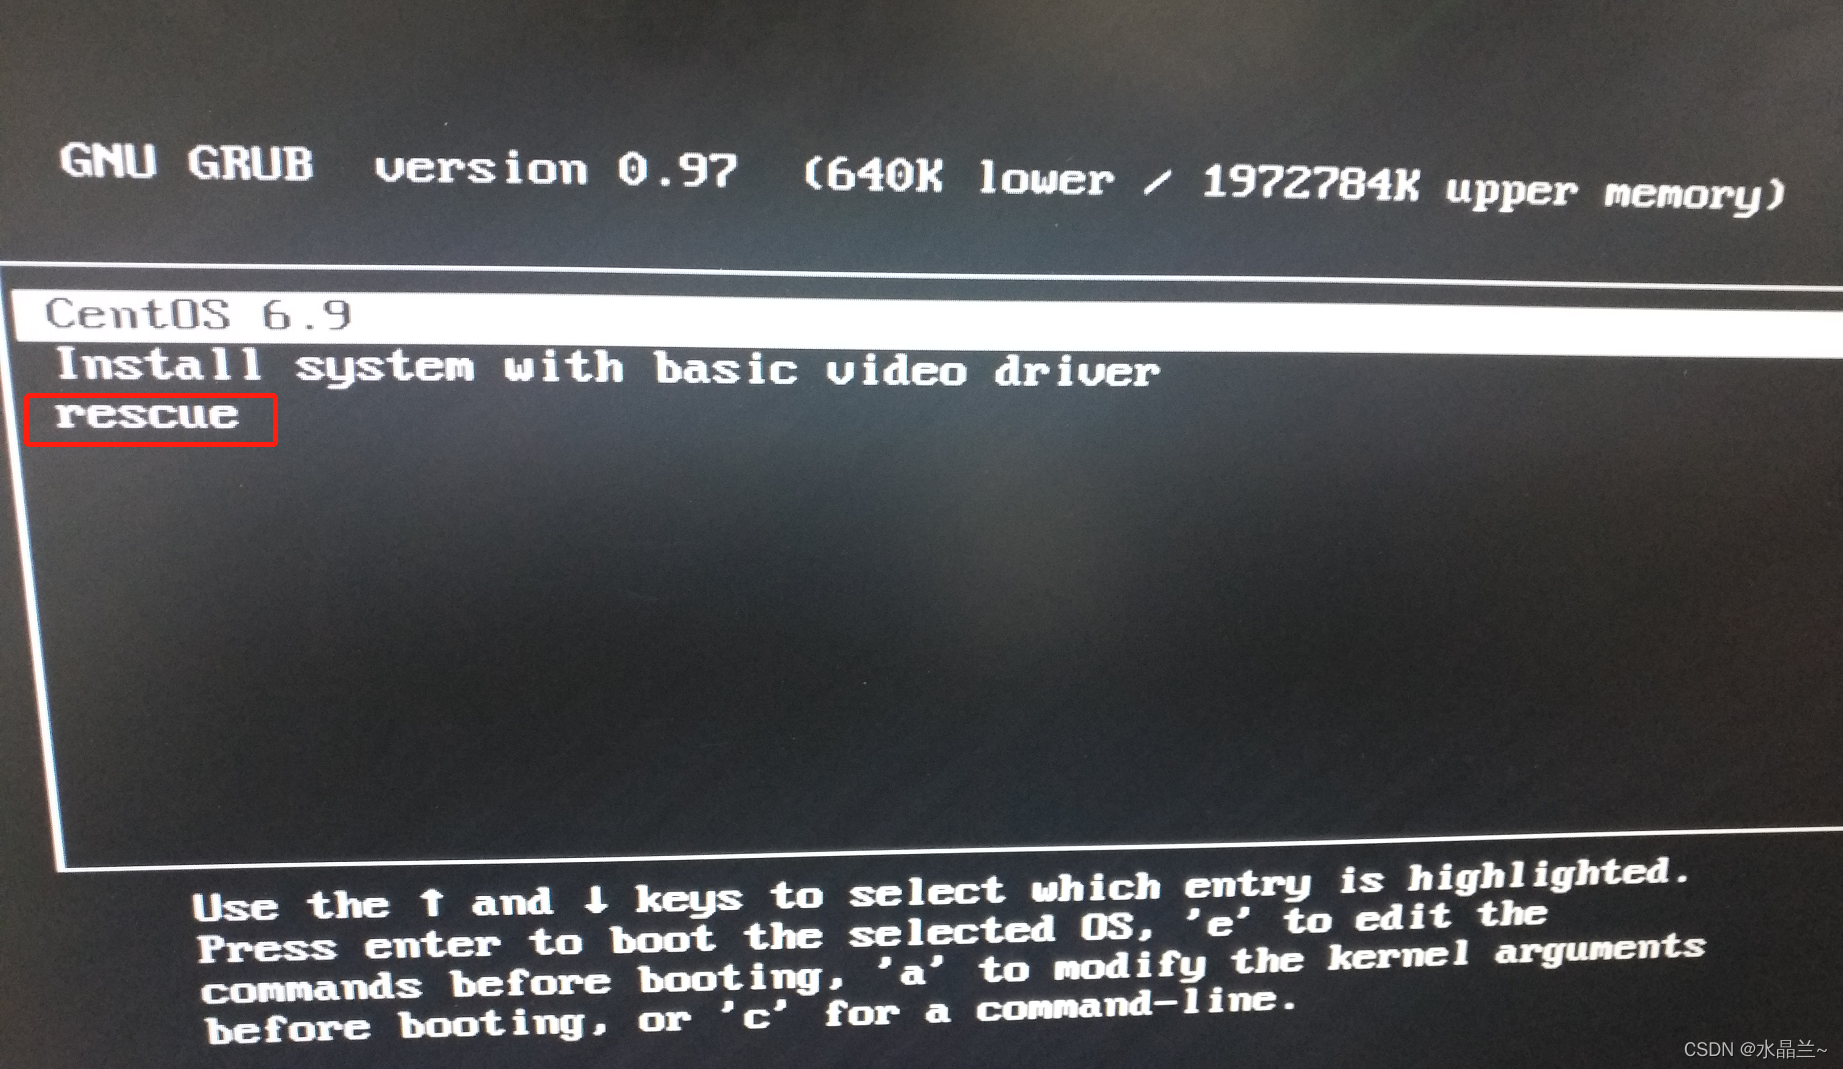 GNU GRUB version 0.97 (640K lower / 1972784K upper memory)
CentOS 6.9
Install system with basic video driver
rescue
Use the ↑ and ↓ keys to select which entry is highlighted.
Press enter to boot the selected OS, 'e' to edit the
commands before booting, 'a' to modify the kernel arguments
before booting, or 'c' for a command-line.
CSDN @水晶兰~